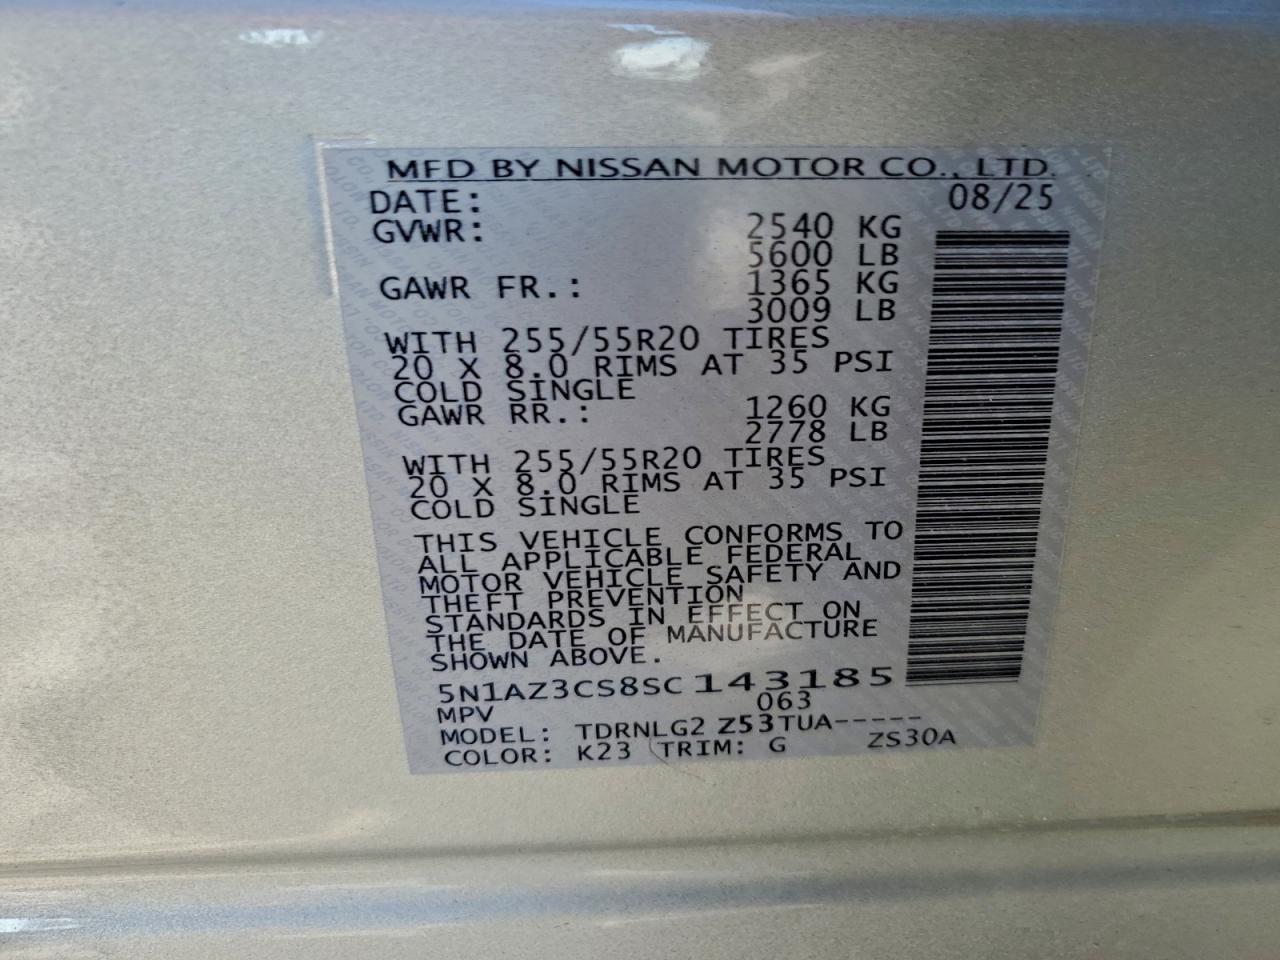 MFD BY NISSAN MOTOR CO., LTD.
DATE: 08/25
GVWR: 2540 KG
5600 LB
GAWR FR.: 1365 KG
3009 LB
WITH 255/55R20 TIRES
20 X 8.0 RIMS AT 35 PSI
COLD SINGLE
GAWR RR.: 1260 KG
2778 LB
WITH 255/55R20 TIRES
20 X 8.0 RIMS AT 35 PSI
COLD SINGLE
THIS VEHICLE CONFORMS TO
ALL APPLICABLE FEDERAL
MOTOR VEHICLE SAFETY AND
THEFT PREVENTION
STANDARDS IN EFFECT ON
THE DATE OF MANUFACTURE
SHOWN ABOVE.
5N1AZ3CS8SC143185
MPV 063
MODEL: TDRNLG2 Z53TUA-----
COLOR: K23 TRIM: G ZS30A